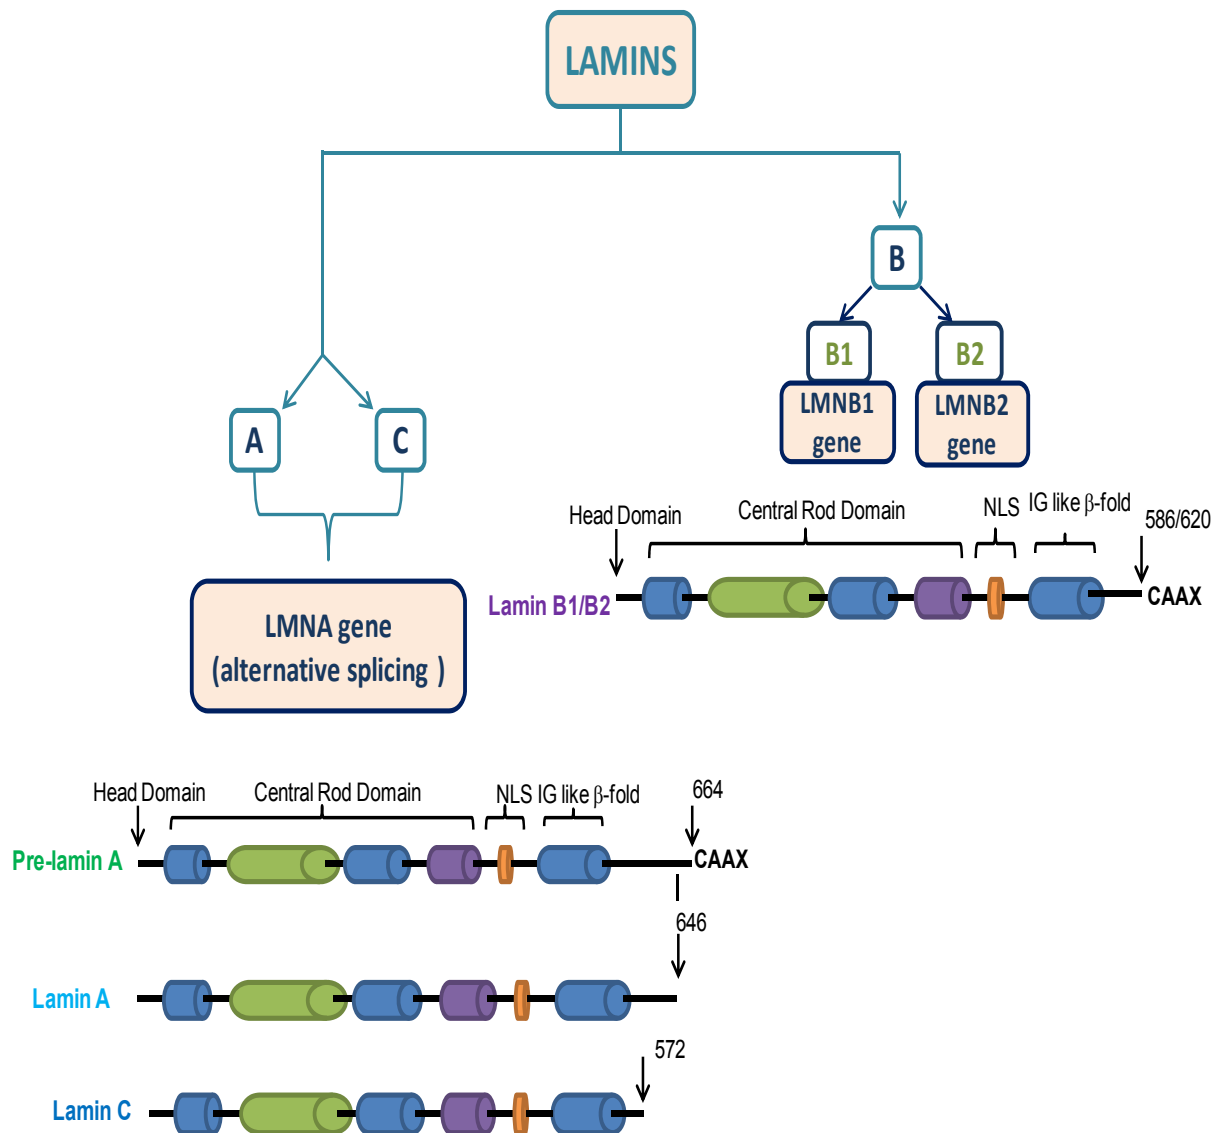 LAMINS
B
B1
B2
LMNB1
gene
LMNB2
gene
A
C
LMNA gene
(alternative splicing )
Head Domain
Central Rod Domain
NLS
IG like β-fold
586/620
Lamin B1/B2
CAAX
Head Domain
Central Rod Domain
NLS
IG like β-fold
664
Pre-lamin A
CAAX
646
Lamin A
572
Lamin C